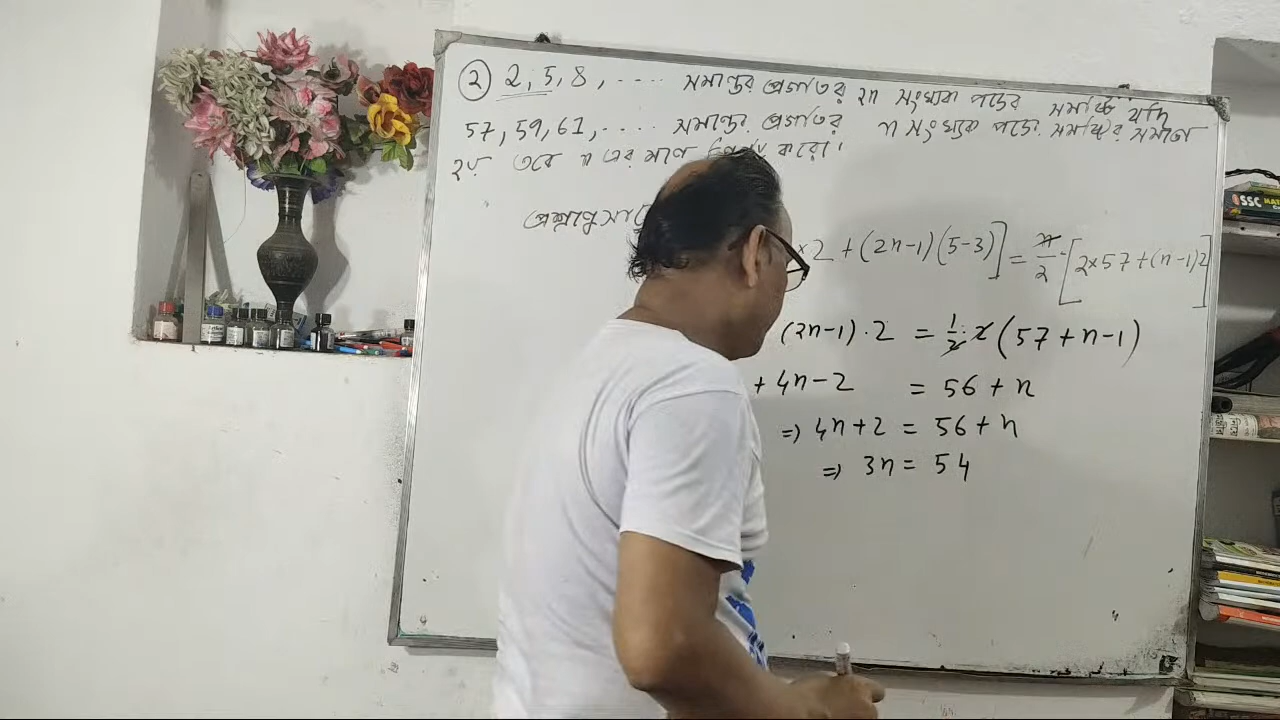 ② 2, 5, 8, .... সমান্তর প্রগতির 2n সংখ্যক পদের সমষ্টি যদি
57, 59, 61, .... সমান্তর প্রগতির n সংখ্যক পদের সমষ্টির সমান
হয় তবে n এর মান নির্ণয় করো।
×2 + (2n-1)(5-3)] = n/2 [2×57+(n-1)2]
(2n-1)·2 = 1/2 · 2 (57+n-1)
+ 4n-2 = 56+n
⇒ 4n+2 = 56+n
⇒ 3n = 54
SSC